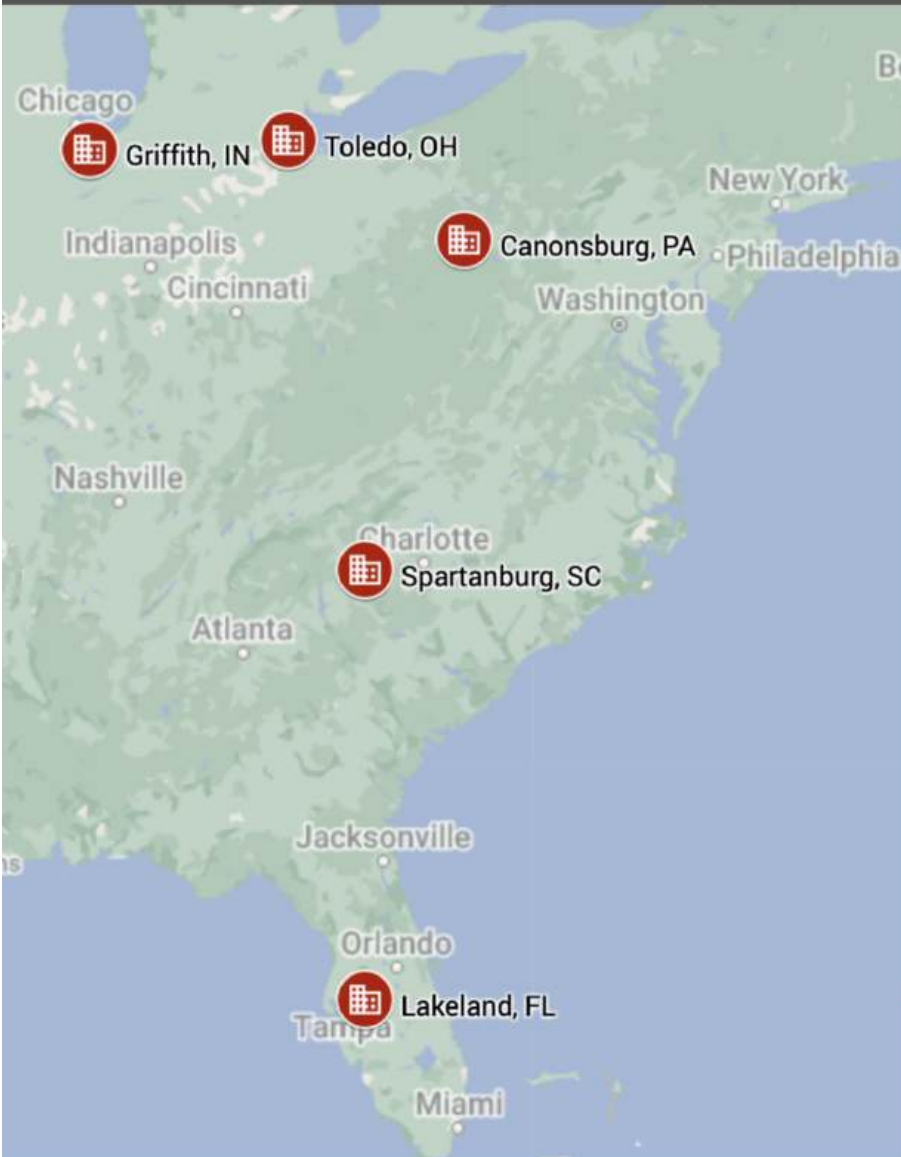 Chicago
Griffith, IN
Toledo, OH
New York
Indianapolis
Canonsburg, PA
Philadelphia
Cincinnati
Washington
Nashville
Charlotte
Spartanburg, SC
Atlanta
Jacksonville
Orlando
Lakeland, FL
Tampa
Miami